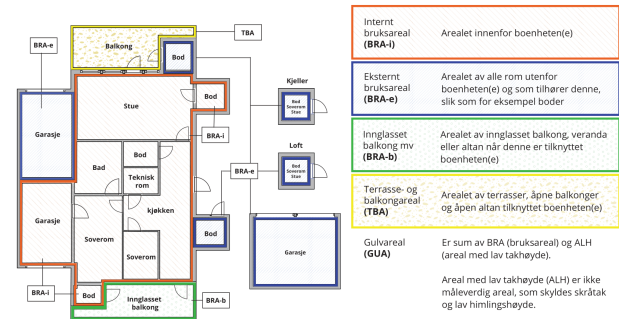 BRA-e
Balkong
TBA
Bod
Stue
Bod
Kjeller
Bod
Soverom
Stue
Garasje
BRA-i
Loft
Bod
Soverom
Stue
Bad
Bod
Teknisk
rom
BRA-e
Garasje
kjøkken
Bod
Soverom
Soverom
Garasje
BRA-i
Bod
Innglasset
balkong
BRA-b
Internt
bruksareal
(BRA-i)
Arealet innenfor boenheten(e)
Eksternt
bruksareal
(BRA-e)
Arealet av alle rom utenfor
boenheten(e) og som tilhører denne,
slik som for eksempel boder
Innglasset
balkong mv
(BRA-b)
Arealet av innglasset balkong, veranda
eller altan når denne er tilknyttet
boenheten(e)
Terrasse- og
balkongareal
(TBA)
Arealet av terrasser, åpne balkonger
og åpen altan tilknyttet boenheten(e)
Gulvareal
(GUA)
Er sum av BRA (bruksareal) og ALH
(areal med lav takhøyde).
Areal med lav takhøyde (ALH) er ikke
måleverdig areal, som skyldes skråtak
og lav himlingshøyde.